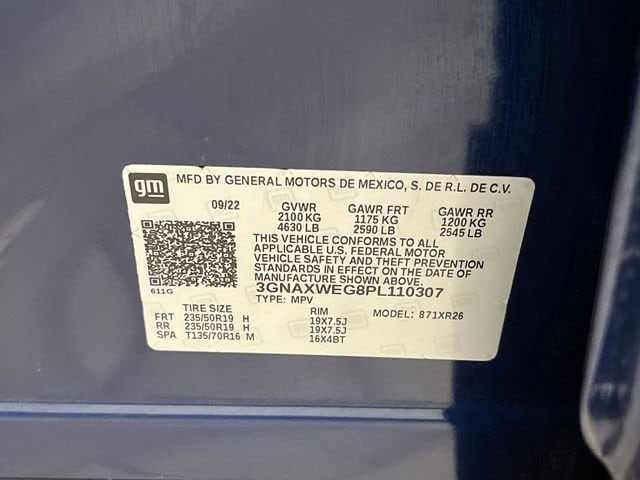 gm
MFD BY GENERAL MOTORS DE MEXICO, S. DE R.L. DE C.V.
09/22 GVWR GAWR FRT GAWR RR
2100 KG 1175 KG 1200 KG
4630 LB 2590 LB 2545 LB
THIS VEHICLE CONFORMS TO ALL
APPLICABLE U.S. FEDERAL MOTOR
VEHICLE SAFETY AND THEFT PREVENTION
STANDARDS IN EFFECT ON THE DATE OF
MANUFACTURE SHOWN ABOVE.
611G
3GNAXWEG8PL110307
TYPE: MPV
TIRE SIZE RIM MODEL: 871XR26
FRT 235/50R19 H 19X7.5J
RR 235/50R19 H 19X7.5J
SPA T135/70R16 M 16X4BT